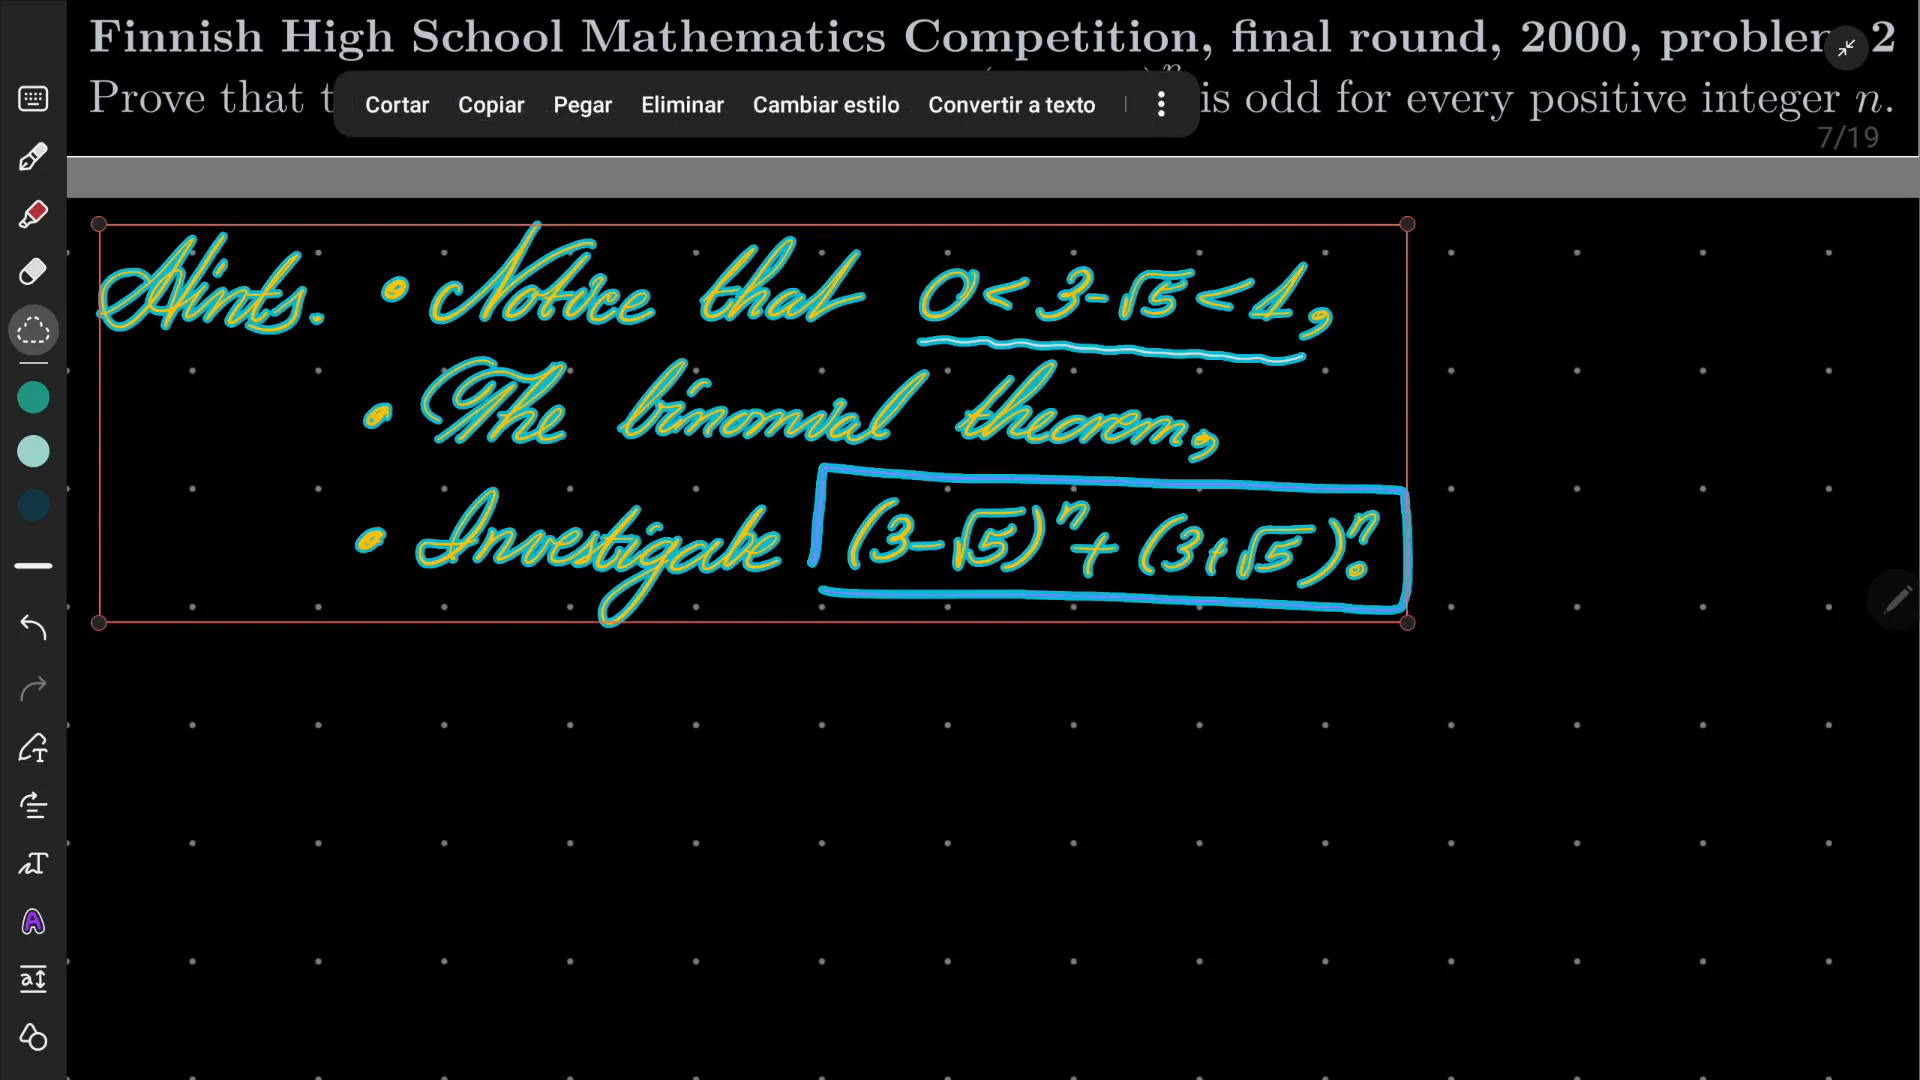 Finnish High School Mathematics Competition, final round, 2000, problem 2
Prove that is odd for every positive integer n.
Cortar Copiar Pegar Eliminar Cambiar estilo Convertir a texto
7/19
Hints. • Notice that 0 < 3-√5 < 1,
• The binomial theorem,
• Investigate (3-√5)ⁿ + (3+√5)ⁿ.